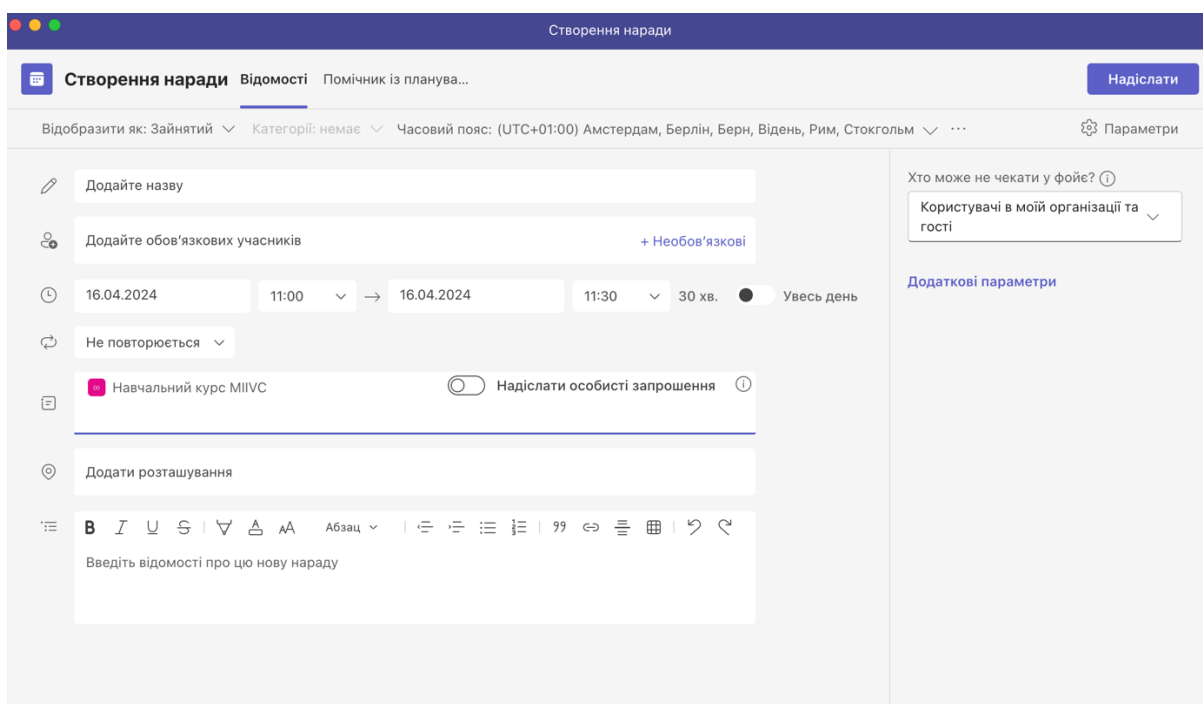 Створення наради
Створення наради Відомості Помічник із планува... Надіслати
Відобразити як: Зайнятий Категорії: немає Часовий пояс: (UTC+01:00) Амстердам, Берлін, Берн, Відень, Рим, Стокгольм ... Параметри
Додайте назву
Додайте обов’язкових учасників + Необов’язкові
16.04.2024 11:00 → 16.04.2024 11:30 30 хв. Увесь день
Не повторюється
Навчальний курс MIIVC Надіслати особисті запрошення
Додати розташування
B I U S A AA Абзац 99
Введіть відомості про цю нову нараду
Хто може не чекати у фойє?
Користувачі в моїй організації та
гості
Додаткові параметри